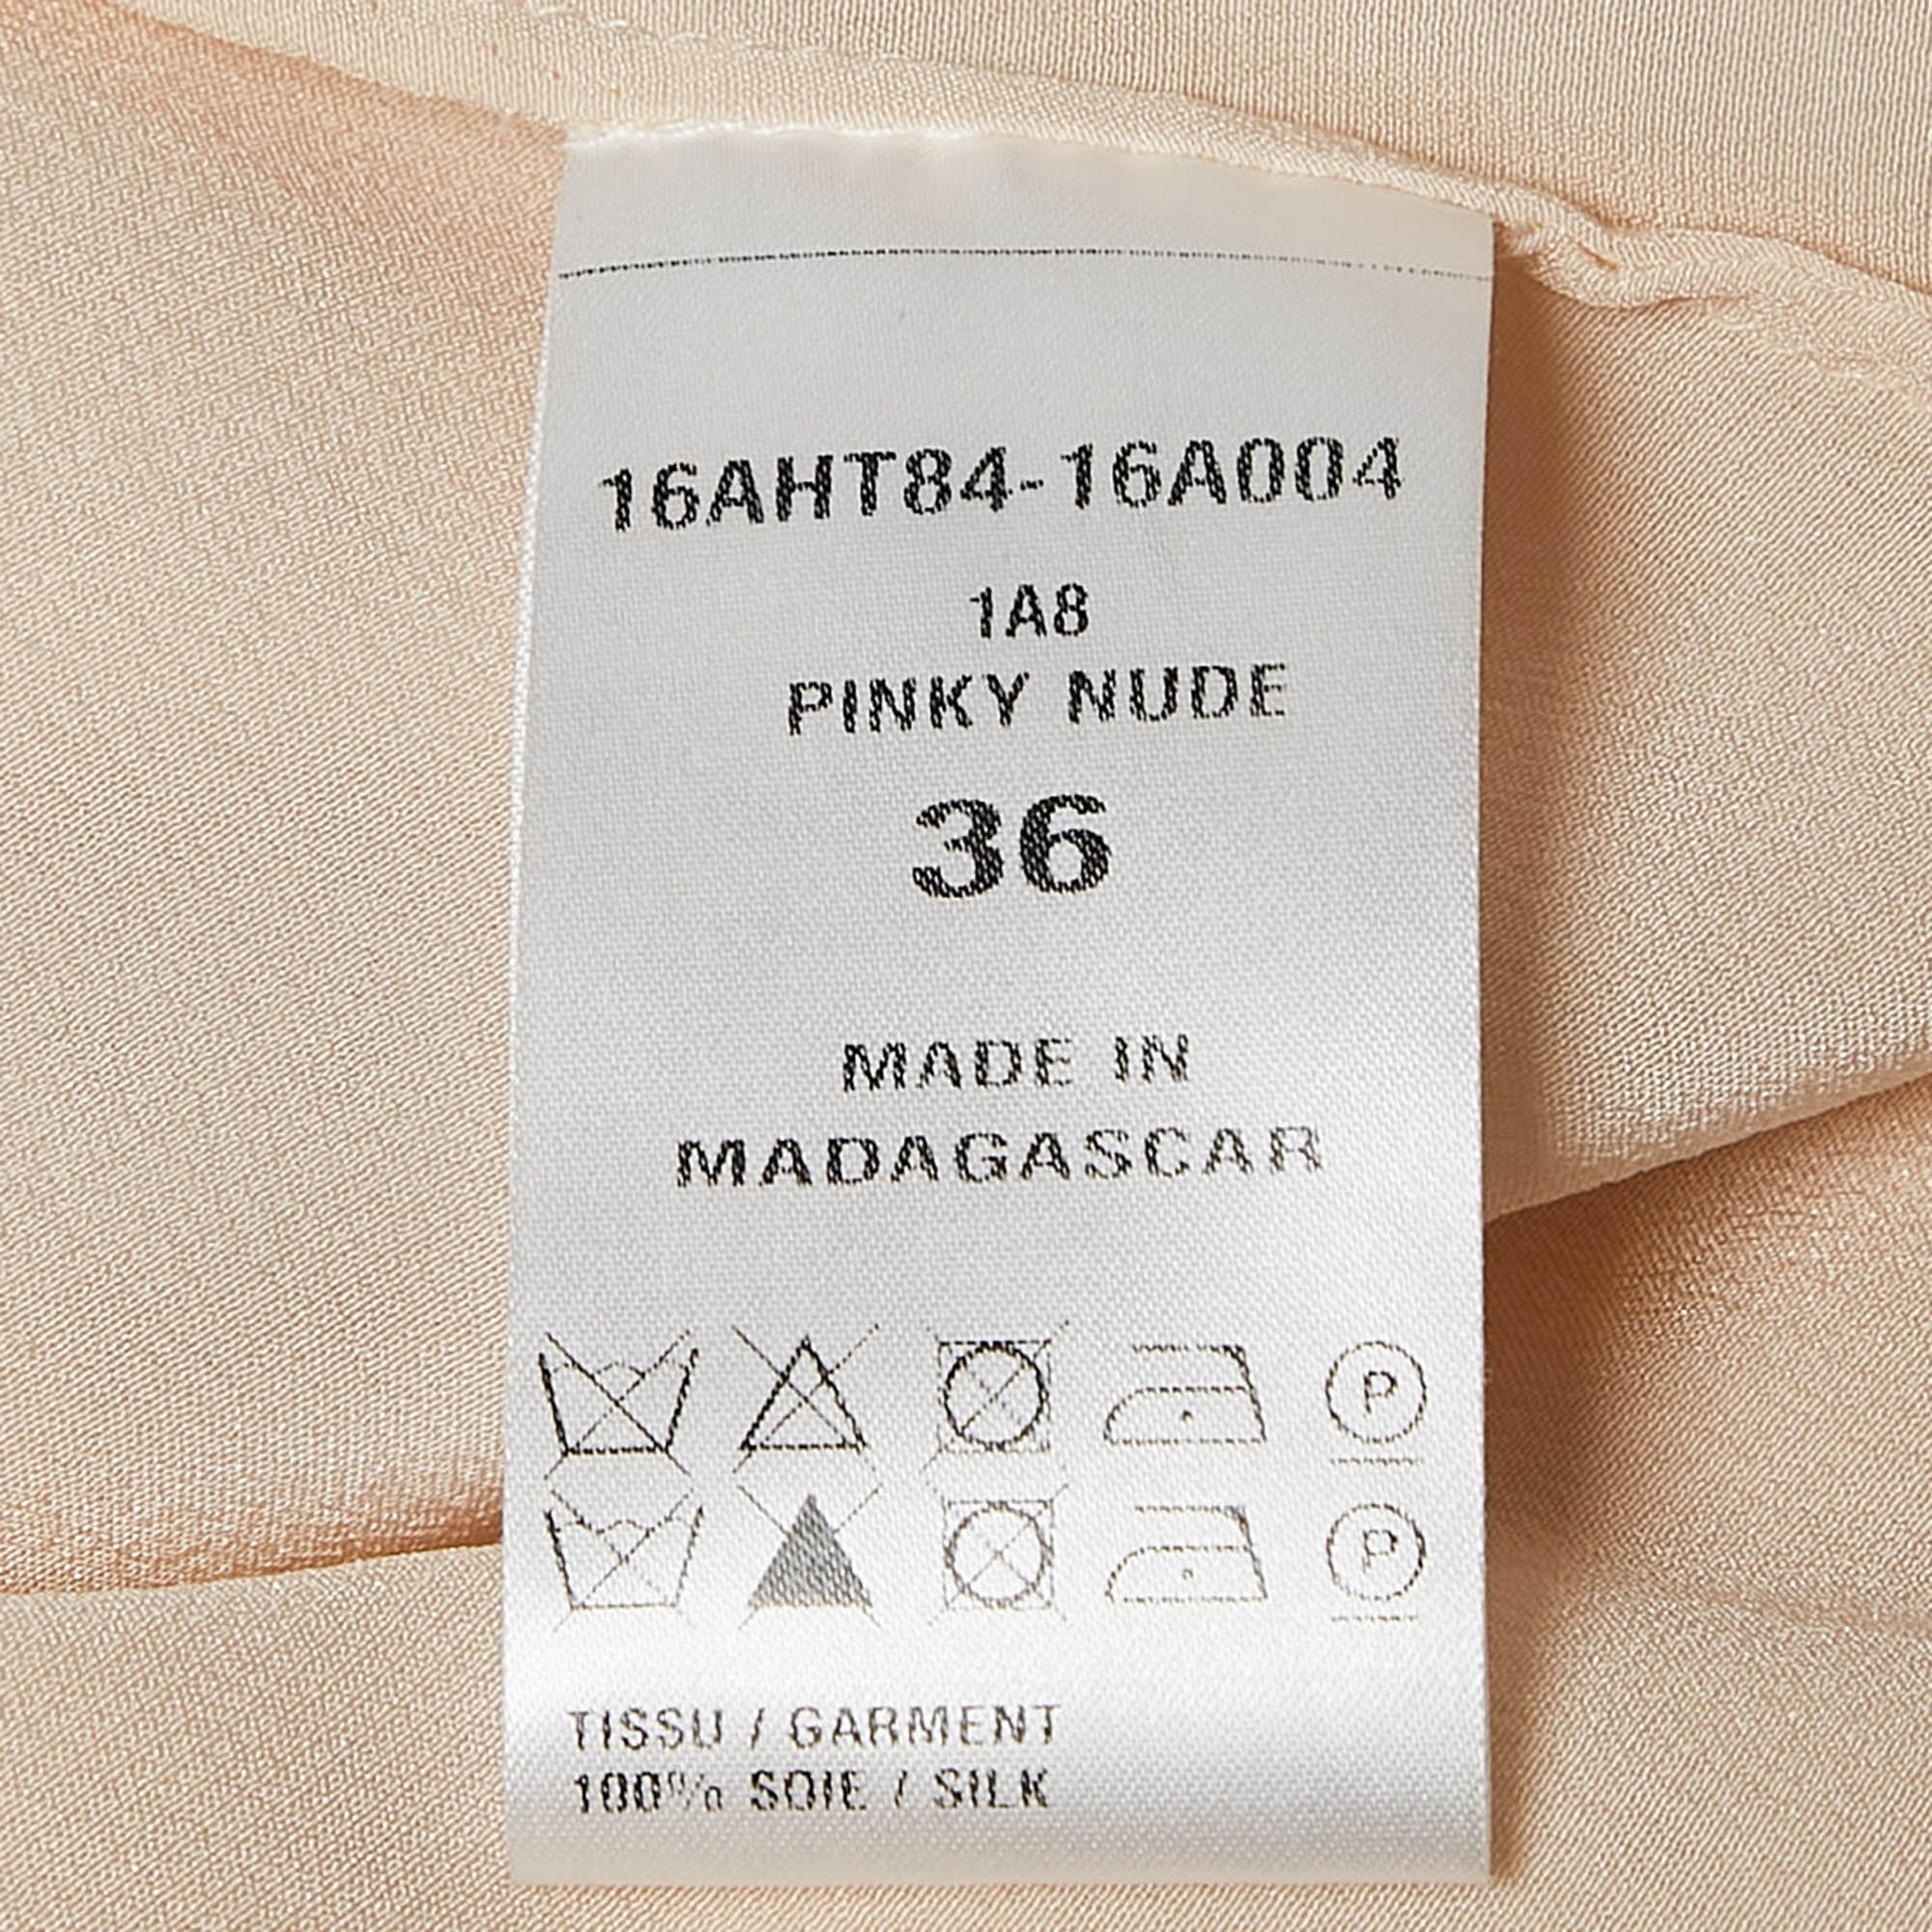 16AHT84-16A004
1A8
PINKY NUDE
36
MADE IN
MADAGASCAR
P
P
TISSU / GARMENT
100% SOIE / SILK